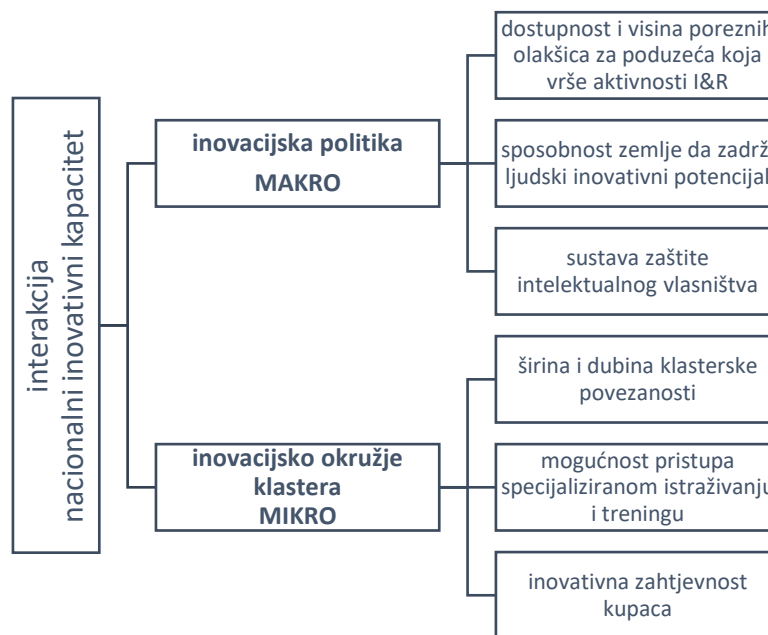 interakcija
nacionalni inovativni kapacitet
inovacijska politika
MAKRO
dostupnost i visina poreznih
olakšica za poduzeća koja
vrše aktivnosti I&R
sposobnost zemlje da zadrži
ljudski inovativni potencijal
sustava zaštite
intelektualnog vlasništva
inovacijsko okružje
klastera
MIKRO
širina i dubina klasterske
povezanosti
mogućnost pristupa
specijaliziranom istraživanju
i treningu
inovativna zahtjevnost
kupaca